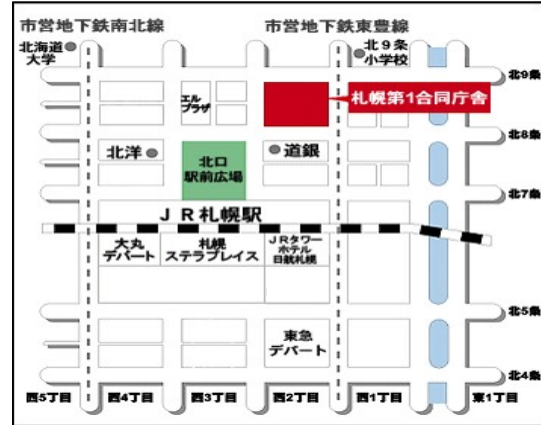 市営地下鉄南北線
市営地下鉄東豊線
北海道
大学
北9条
小学校
北9条
エル
プラザ
札幌第1合同庁舎
北8条
北洋
道銀
北口
駅前広場
北7条
JR札幌駅
大丸
デパート
札幌
ステラプレイス
JRタワー
ホテル
日航札幌
北5条
東急
デパート
北4条
西5丁目
西4丁目
西3丁目
西2丁目
西1丁目
東1丁目